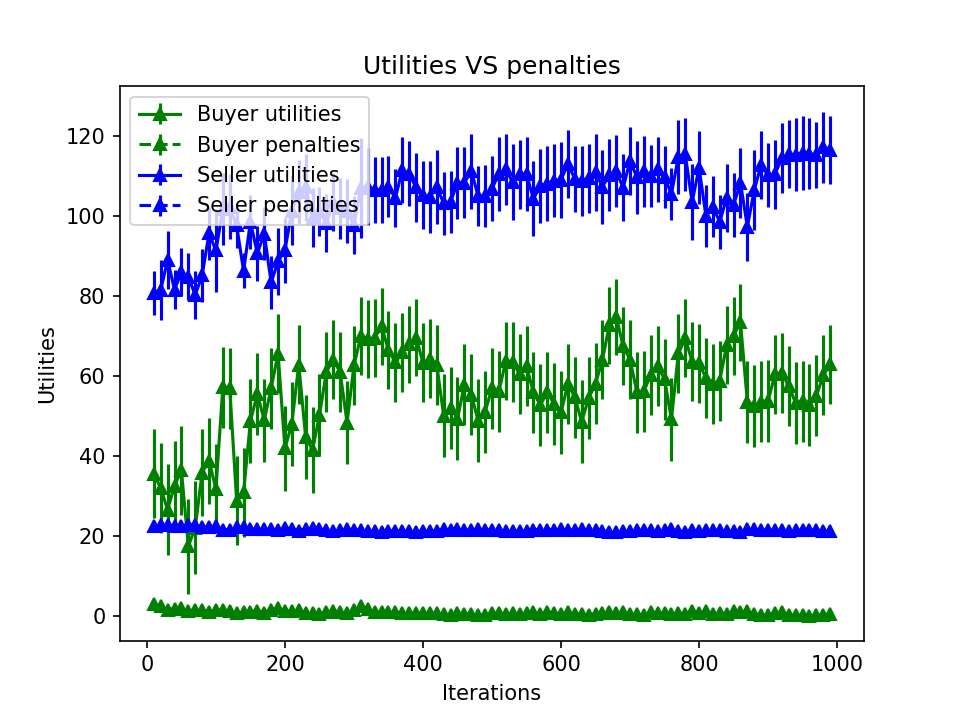 Utilities VS penalties
Buyer utilities
Buyer penalties
Seller utilities
Seller penalties
Utilities
120
100
80
60
40
20
0
0 200 400 600 800 1000
Iterations